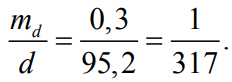 m_d / d = 0,3 / 95,2 = 1 / 317.